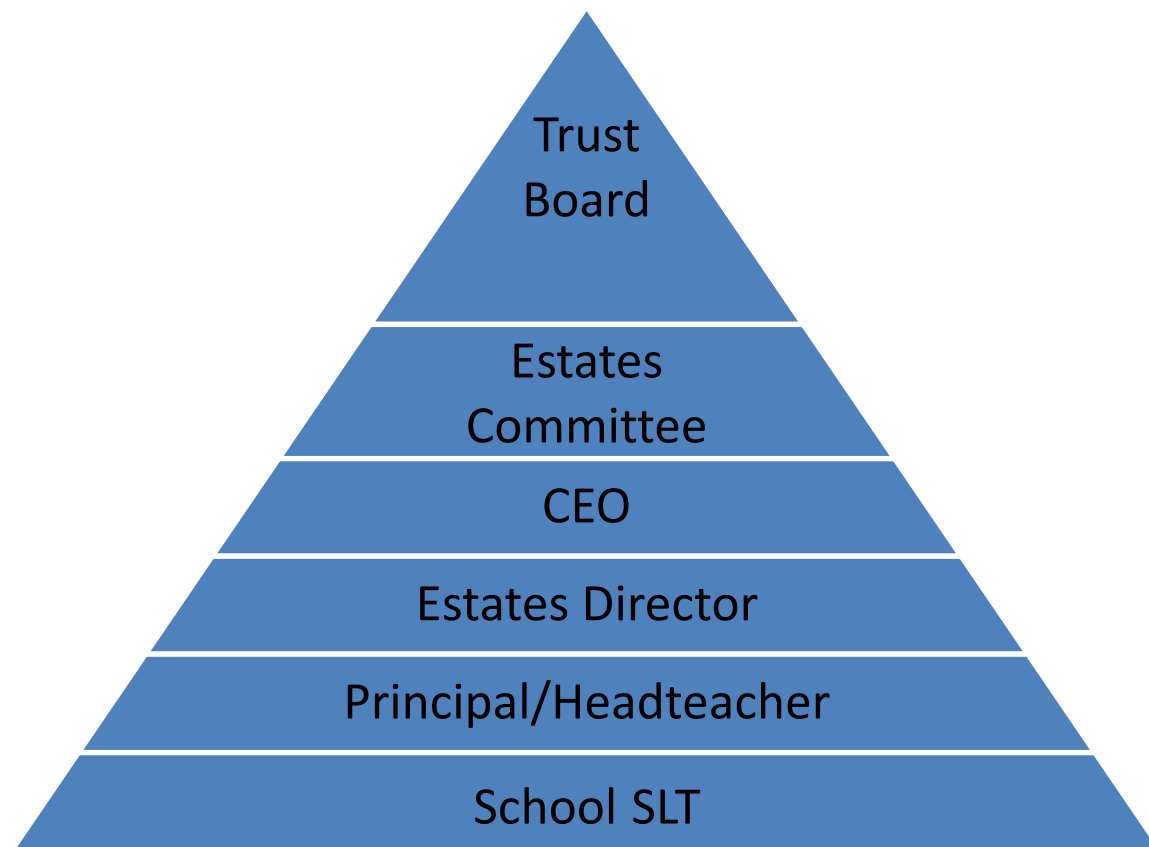 Trust
Board
Estates
Committee
CEO
Estates Director
Principal/Headteacher
School SLT